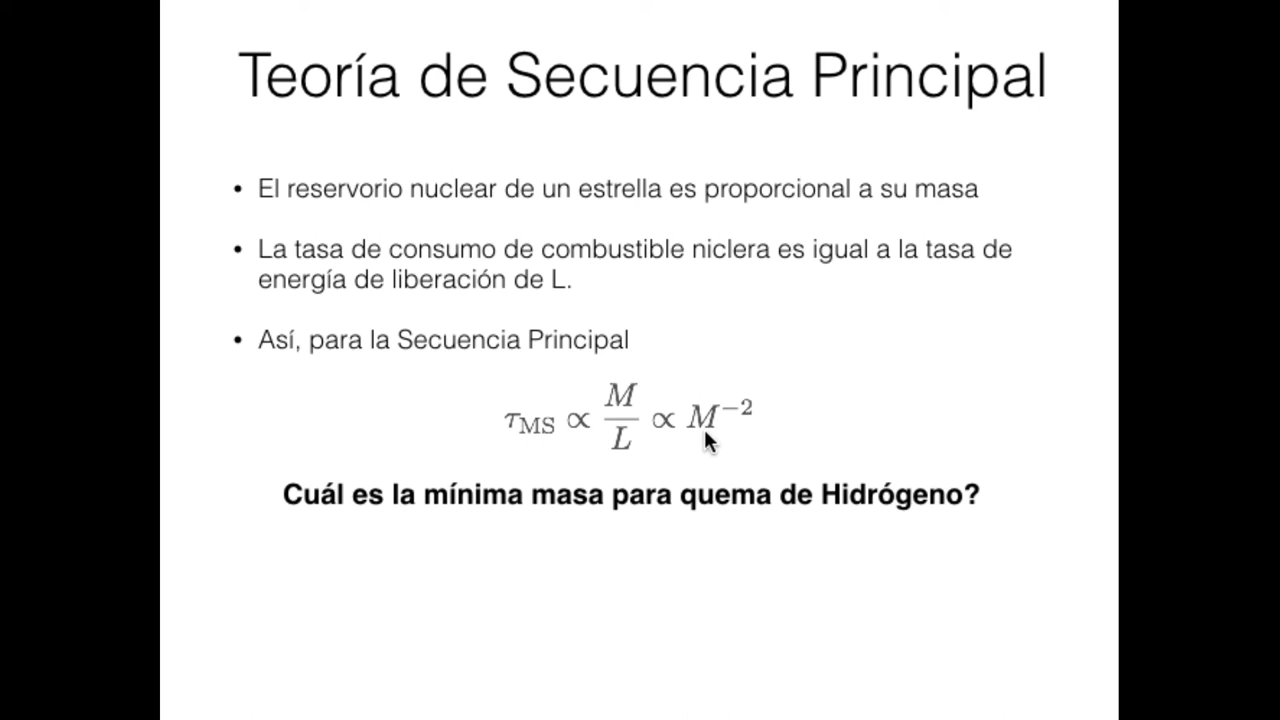 Teoría de Secuencia Principal
• El reservorio nuclear de un estrella es proporcional a su masa
• La tasa de consumo de combustible niclera es igual a la tasa de
energía de liberación de L.
• Así, para la Secuencia Principal
τ_MS ∝ M/L ∝ M⁻²
Cuál es la mínima masa para quema de Hidrógeno?